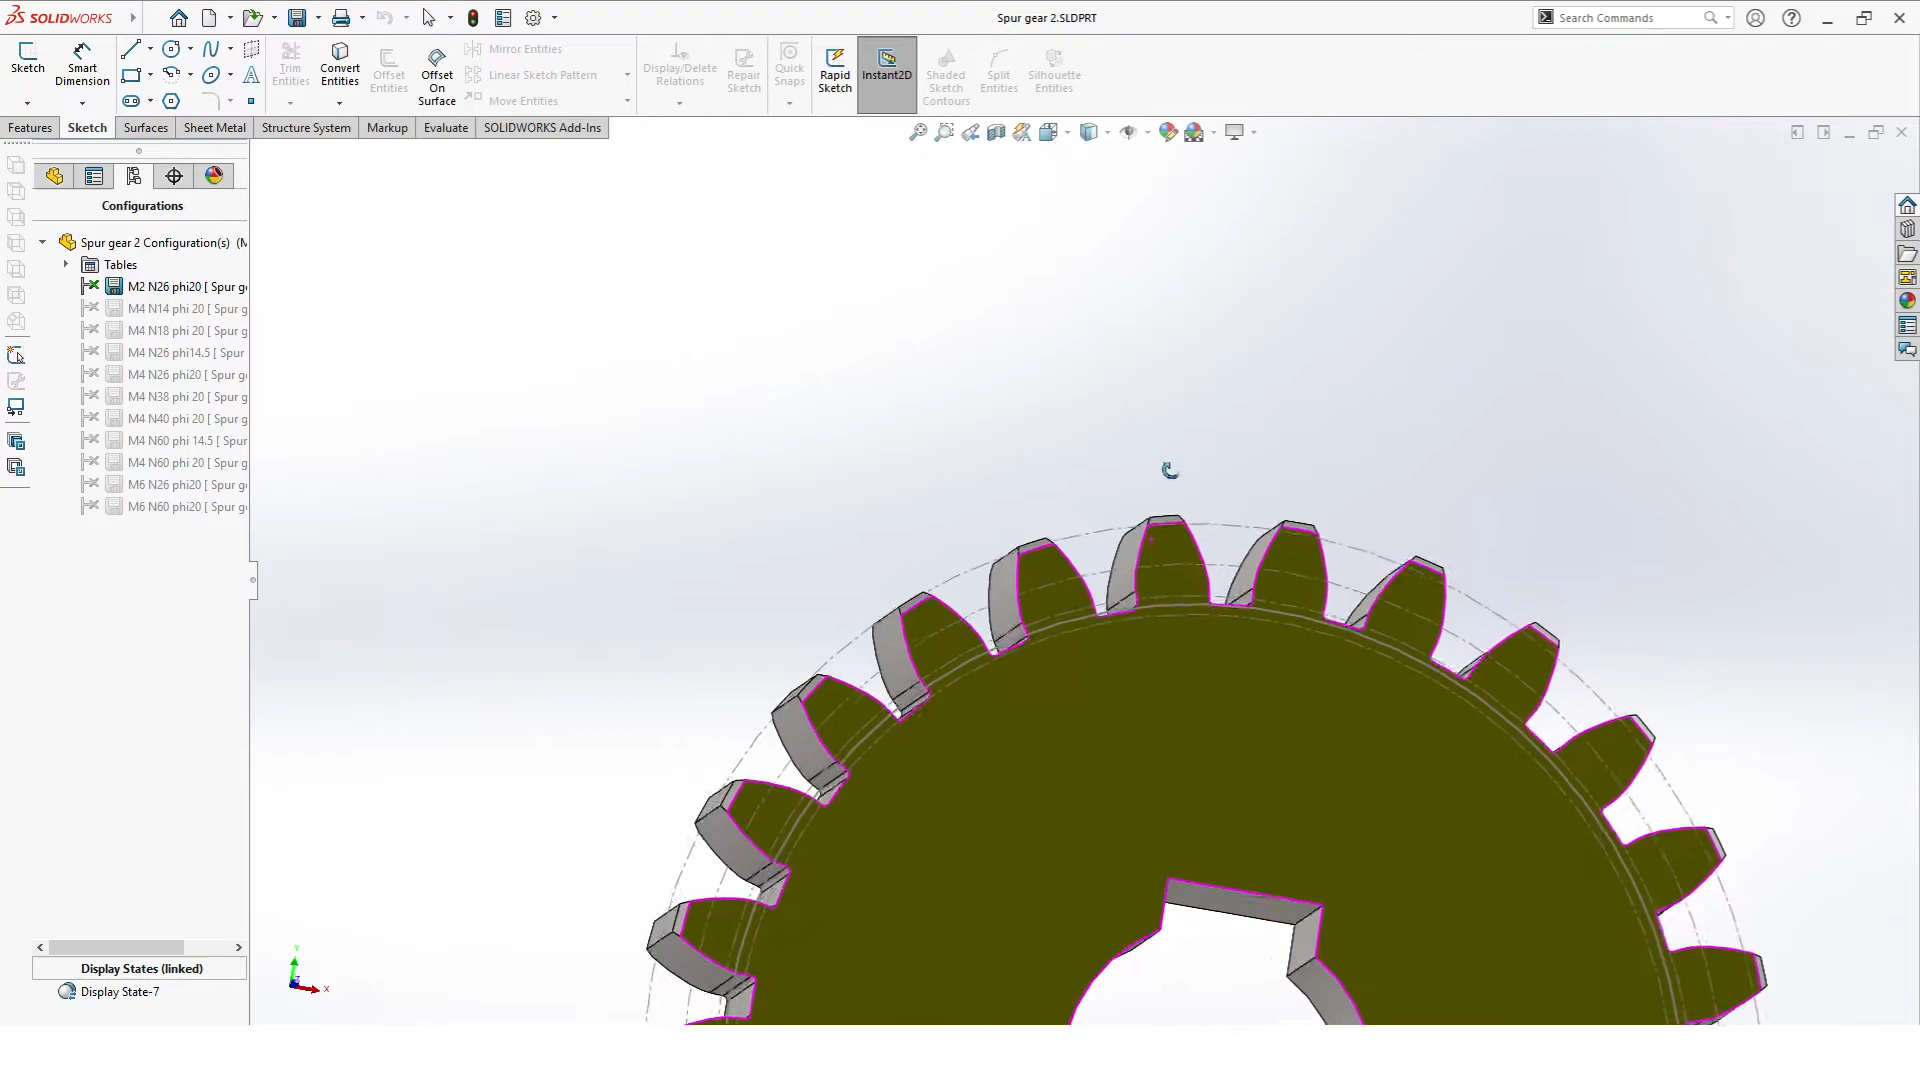 SOLIDWORKS
Spur gear 2.SLDPRT
Search Commands
Sketch
Smart Dimension
Trim Entities
Convert Entities
Offset Entities
Offset On Surface
Mirror Entities
Linear Sketch Pattern
Move Entities
Display/Delete Relations
Repair Sketch
Quick Snaps
Rapid Sketch
Instant2D
Shaded Sketch Contours
Split Entities
Silhouette Entities
Features
Sketch
Surfaces
Sheet Metal
Structure System
Markup
Evaluate
SOLIDWORKS Add-Ins
Configurations
Spur gear 2 Configuration(s) (M
Tables
M2 N26 phi20 [ Spur g
M4 N14 phi 20 [ Spur g
M4 N18 phi 20 [ Spur g
M4 N26 phi14.5 [ Spur
M4 N26 phi20 [ Spur g
M4 N38 phi 20 [ Spur g
M4 N40 phi 20 [ Spur g
M4 N60 phi 14.5 [ Spur
M4 N60 phi 20 [ Spur g
M6 N26 phi20 [ Spur g
M6 N60 phi20 [ Spur g
Display States (linked)
Display State-7
Y
X